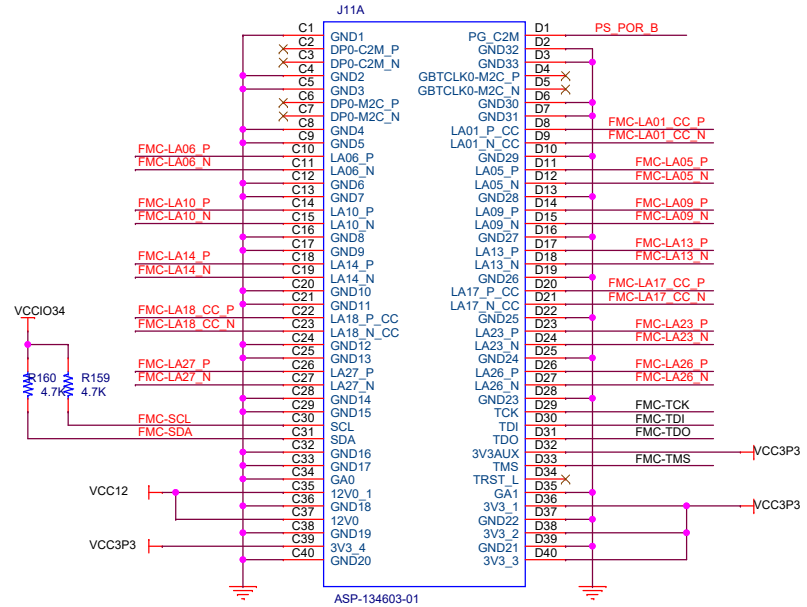 J11A
C1 GND1 PG_C2M D1 PS_POR_B
C2 DP0-C2M_P GND32 D2
C3 DP0-C2M_N GND33 D3
C4 GND2 GBTCLK0-M2C_P D4
C5 GND3 GBTCLK0-M2C_N D5
C6 DP0-M2C_P GND30 D6
C7 DP0-M2C_N GND31 D7
C8 GND4 LA01_P_CC D8 FMC-LA01_CC_P
C9 GND5 LA01_N_CC D9 FMC-LA01_CC_N
FMC-LA06_P C10 LA06_P GND29 D10
FMC-LA06_N C11 LA06_N LA05_P D11 FMC-LA05_P
C12 GND6 LA05_N D12 FMC-LA05_N
C13 GND7 GND28 D13
FMC-LA10_P C14 LA10_P LA09_P D14 FMC-LA09_P
FMC-LA10_N C15 LA10_N LA09_N D15 FMC-LA09_N
C16 GND8 GND27 D16
C17 GND9 LA13_P D17 FMC-LA13_P
FMC-LA14_P C18 LA14_P LA13_N D18 FMC-LA13_N
FMC-LA14_N C19 LA14_N GND26 D19
C20 GND10 LA17_P_CC D20 FMC-LA17_CC_P
C21 GND11 LA17_N_CC D21 FMC-LA17_CC_N
VCCIO34
FMC-LA18_CC_P C22 LA18_P_CC GND25 D22
FMC-LA18_CC_N C23 LA18_N_CC LA23_P D23 FMC-LA23_P
C24 GND12 LA23_N D24 FMC-LA23_N
C25 GND13 GND24 D25
FMC-LA27_P C26 LA27_P LA26_P D26 FMC-LA26_P
FMC-LA27_N C27 LA27_N LA26_N D27 FMC-LA26_N
R160 R159
4.7K 4.7K
C28 GND14 GND23 D28
C29 GND15 TCK D29 FMC-TCK
FMC-SCL C30 SCL TDI D30 FMC-TDI
FMC-SDA C31 SDA TDO D31 FMC-TDO
C32 GND16 3V3AUX D32 VCC3P3
C33 GND17 TMS D33 FMC-TMS
C34 GA0 TRST_L D34
VCC12 C35 12V0_1 GA1 D35
C36 GND18 3V3_1 D36 VCC3P3
C37 12V0 GND22 D37
C38 GND19 3V3_2 D38
VCC3P3 C39 3V3_4 GND21 D39
C40 GND20 3V3_3 D40
ASP-134603-01